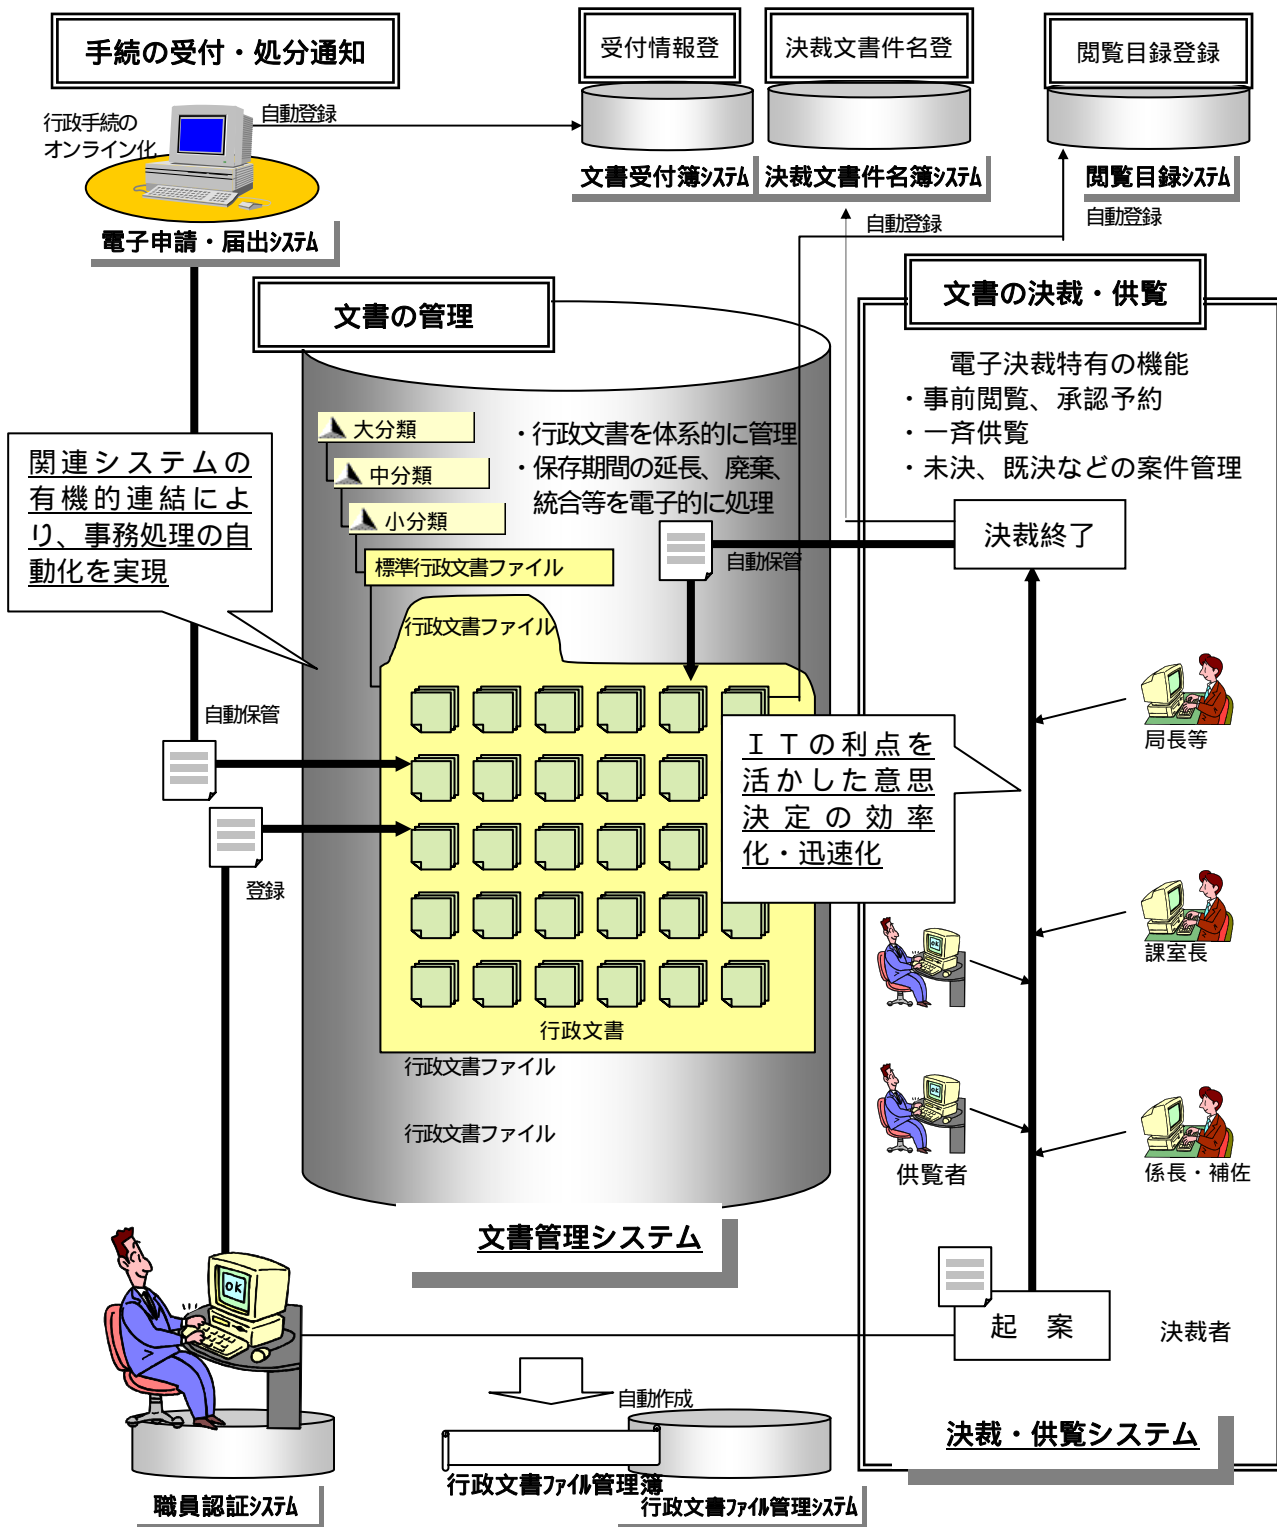 手続の受付・処分通知
受付情報登
決裁文書件名登
閲覧目録登録
行政手続の
オンライン化
自動登録
文書受付簿システム
決裁文書件名簿システム
閲覧目録システム
自動登録
自動登録
電子申請・届出システム
文書の管理
文書の決裁・供覧
電子決裁特有の機能
・事前閲覧、承認予約
・一斉供覧
・未決、既決などの案件管理
大分類
中分類
小分類
標準行政文書ファイル
・行政文書を体系的に管理
・保存期間の延長、廃棄、
統合等を電子的に処理
関連システムの
有機的連結によ
り、事務処理の自
動化を実現
決裁終了
自動保管
行政文書ファイル
自動保管
登録
ＩＴの利点を
活かした意思
決定の効率
化・迅速化
局長等
課室長
供覧者
係長・補佐
行政文書
行政文書ファイル
行政文書ファイル
文書管理システム
OK
OK
OK
起　案
決裁者
自動作成
決裁・供覧システム
行政文書ファイル管理簿
行政文書ファイル管理システム
職員認証システム